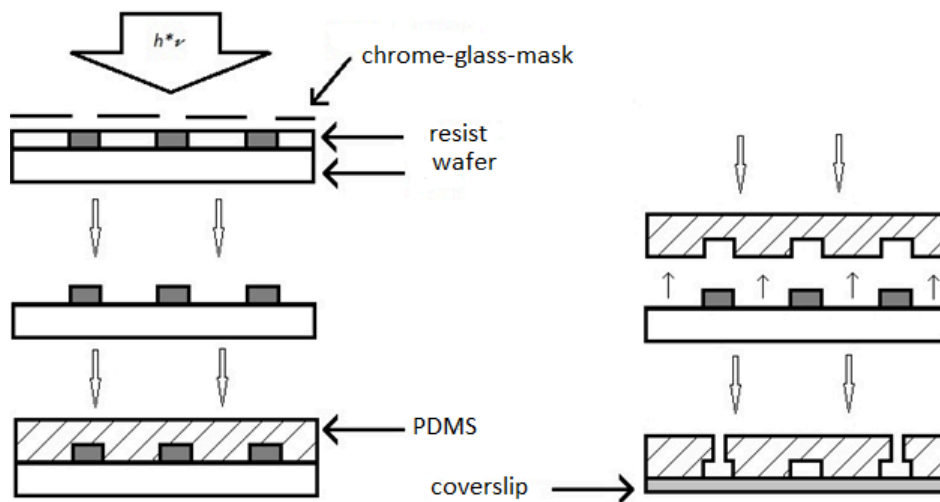 h*ν
chrome-glass-mask
resist
wafer
PDMS
coverslip